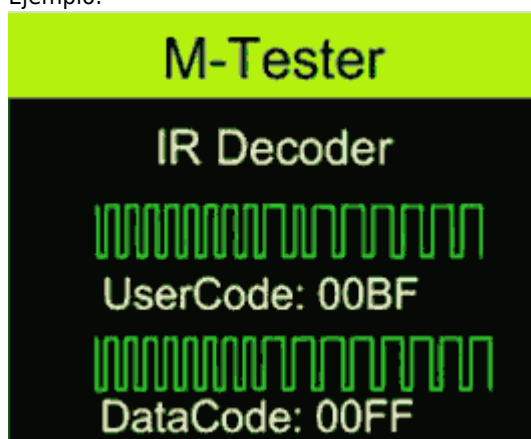 Ejemplo:
M-Tester
IR Decoder
UserCode: 00BF
DataCode: 00FF